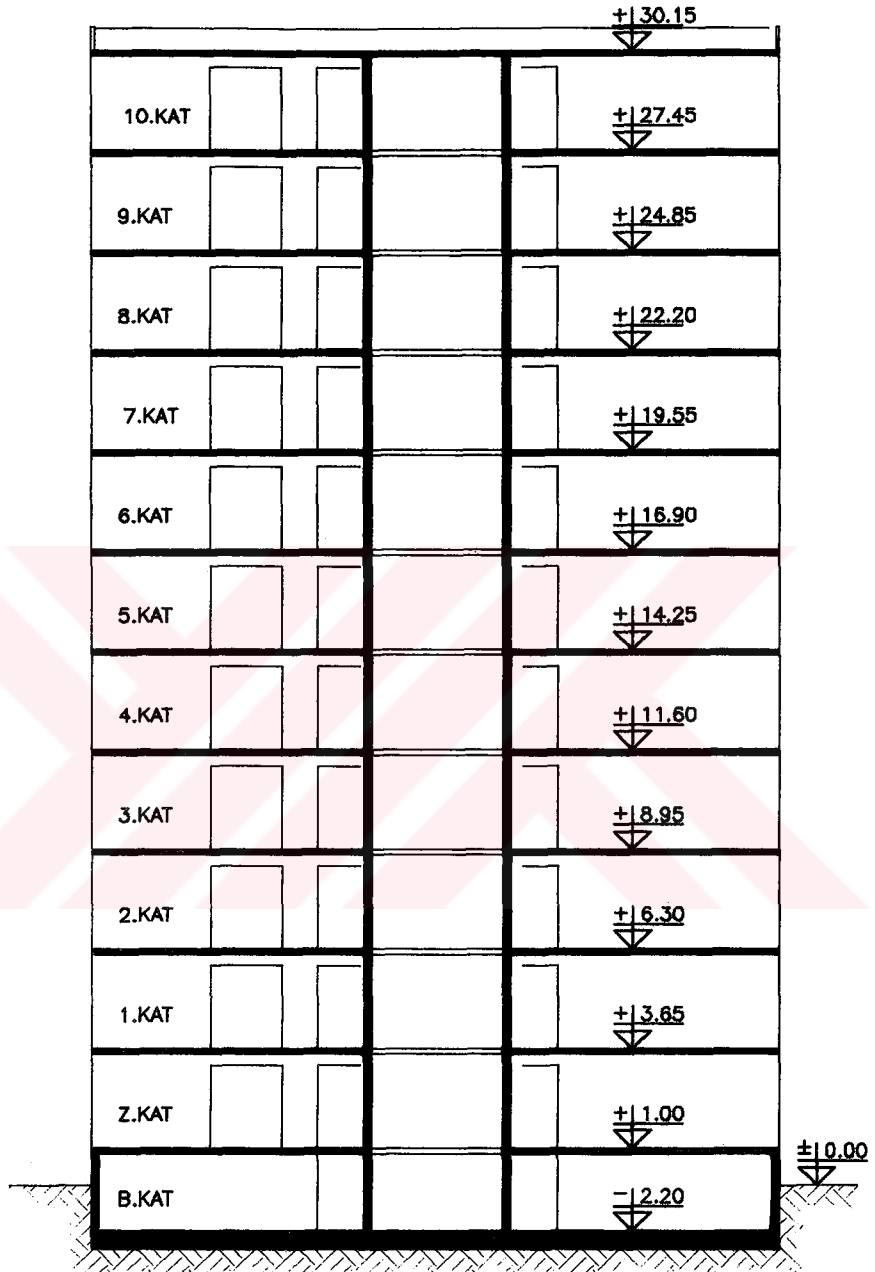 + 30.15
10.KAT + 27.45
9.KAT + 24.85
8.KAT + 22.20
7.KAT + 19.55
6.KAT + 16.90
5.KAT + 14.25
4.KAT + 11.60
3.KAT + 8.95
2.KAT + 6.30
1.KAT + 3.65
Z.KAT + 1.00
± 0.00
B.KAT - 2.20